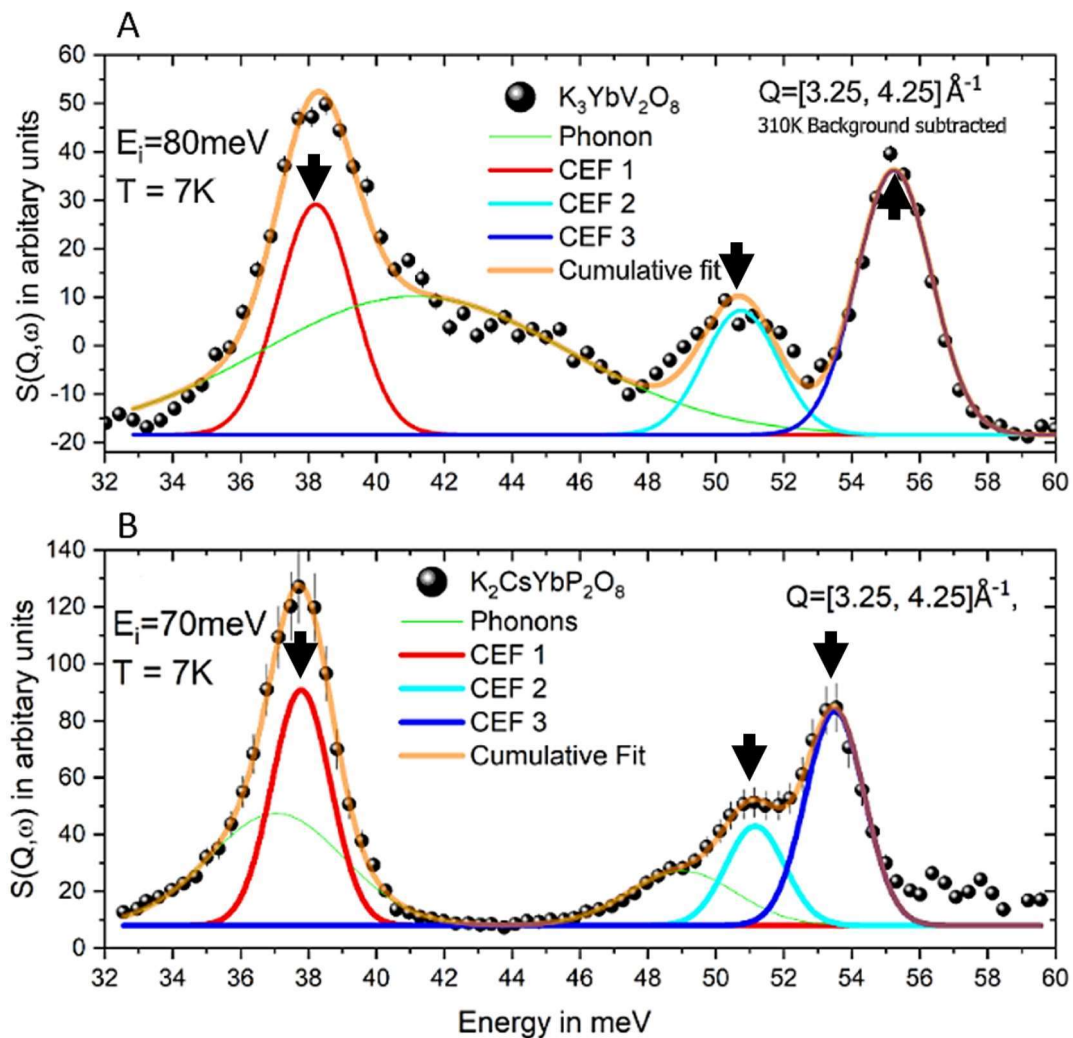 A
60
50
40
30
20
10
0
-10
-20
S(Q,ω) in arbitary units
Ei=80meV
T = 7K
K3YbV2O8
Phonon
CEF 1
CEF 2
CEF 3
Cumulative fit
Q=[3.25, 4.25] Å-1
310K Background subtracted
32 34 36 38 40 42 44 46 48 50 52 54 56 58 60
B
140
120
100
80
60
40
20
0
S(Q,ω) in arbitary units
Ei=70meV
T = 7K
K2CsYbP2O8
Phonons
CEF 1
CEF 2
CEF 3
Cumulative Fit
Q=[3.25, 4.25]Å-1,
32 34 36 38 40 42 44 46 48 50 52 54 56 58 60
Energy in meV